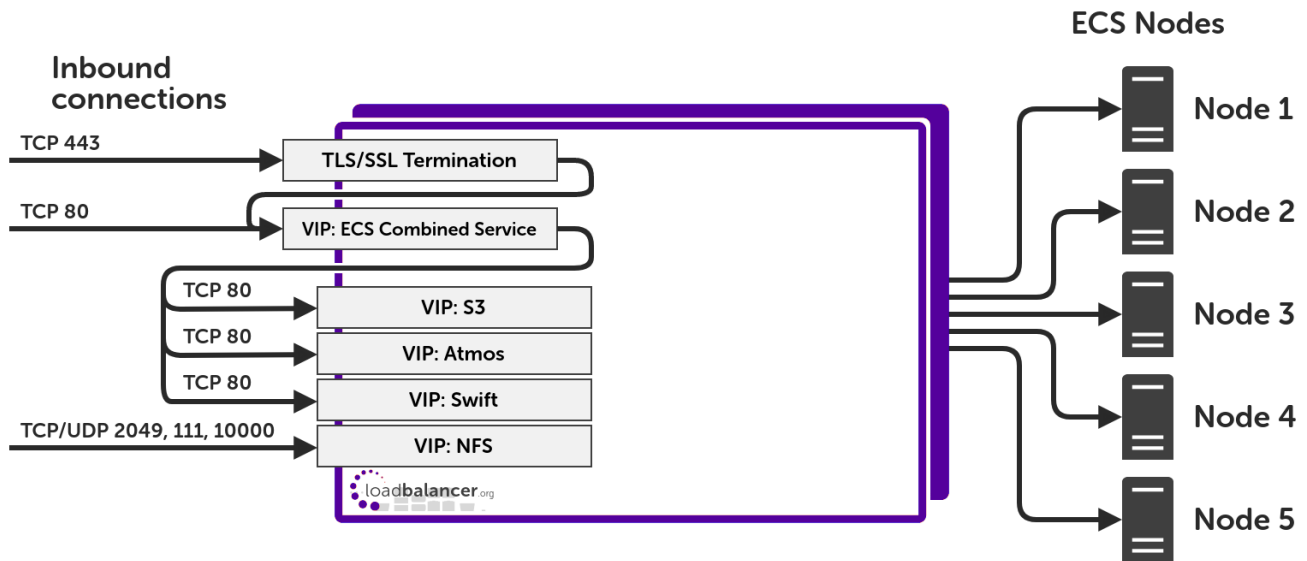 ECS Nodes
Inbound
connections
TCP 443
TLS/SSL Termination
TCP 80
VIP: ECS Combined Service
TCP 80
VIP: S3
TCP 80
VIP: Atmos
TCP 80
VIP: Swift
TCP/UDP 2049, 111, 10000
VIP: NFS
loadbalancer.org
Node 1
Node 2
Node 3
Node 4
Node 5